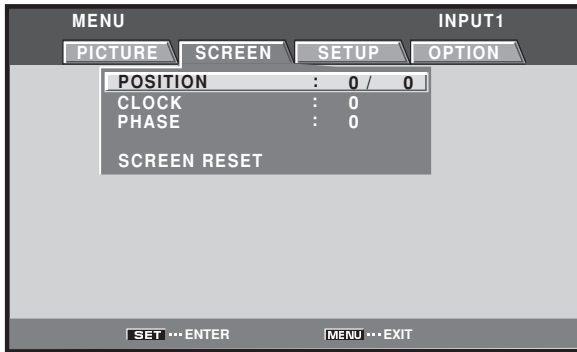 MENU INPUT1
PICTURE SCREEN SETUP OPTION
POSITION : 0 / 0
CLOCK : 0
PHASE : 0
SCREEN RESET
SET ••• ENTER MENU ••• EXIT